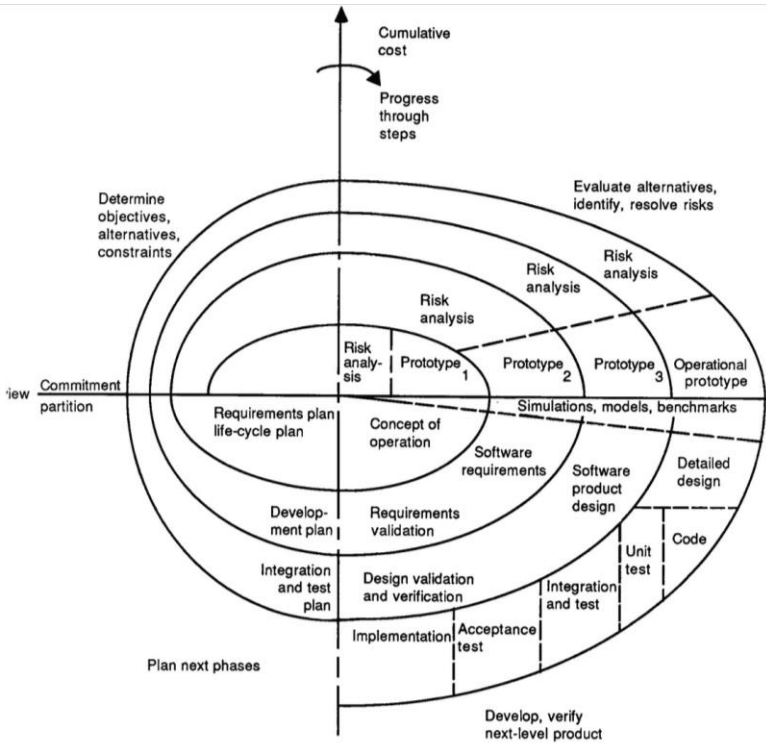 Cumulative
cost
Progress
through
steps
Determine
objectives,
alternatives,
constraints
Evaluate alternatives,
identify, resolve risks
Risk
analysis
Risk
analysis
Risk
analysis
Risk
analy-
sis
Prototype
1
Prototype
2
Prototype
3
Operational
prototype
iew
Commitment
partition
Simulations, models, benchmarks
Requirements plan
life-cycle plan
Concept of
operation
Software
requirements
Software
product
design
Detailed
design
Develop-
ment plan
Requirements
validation
Code
Unit
test
Integration
and test
plan
Design validation
and verification
Integration
and test
Implementation
Acceptance
test
Plan next phases
Develop, verify
next-level product